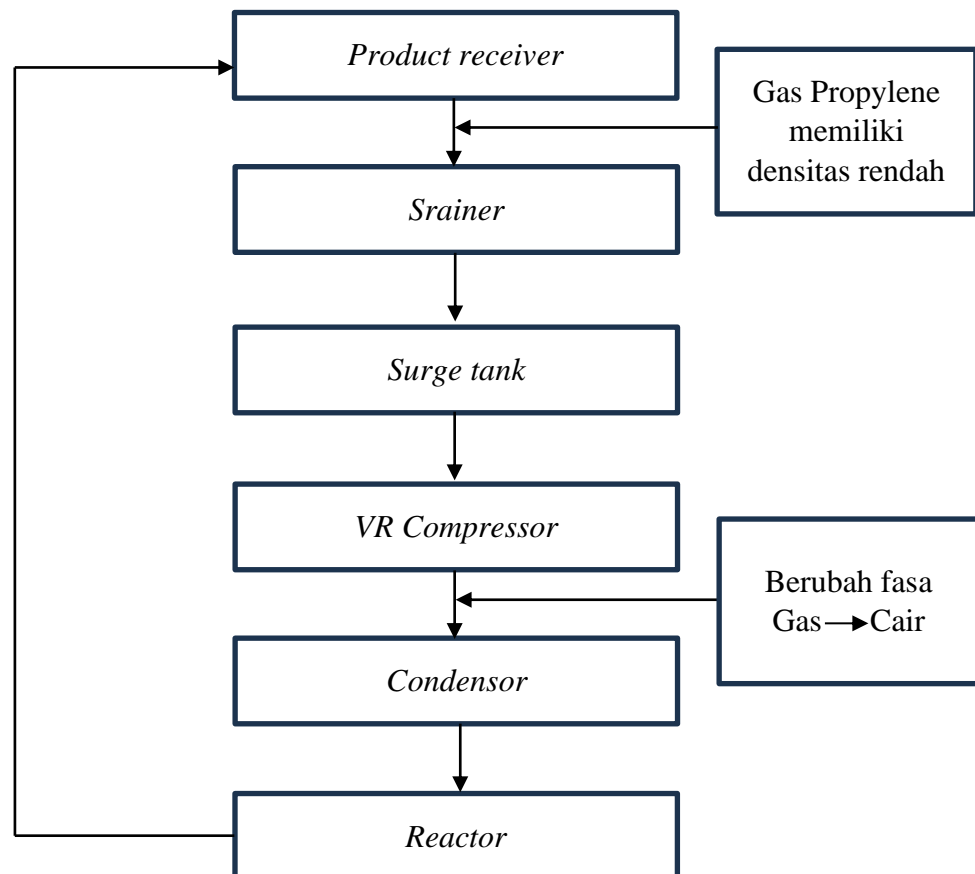 Product receiver
Gas Propylene
memiliki
densitas rendah
Srainer
Surge tank
VR Compressor
Berubah fasa
Gas → Cair
Condensor
Reactor